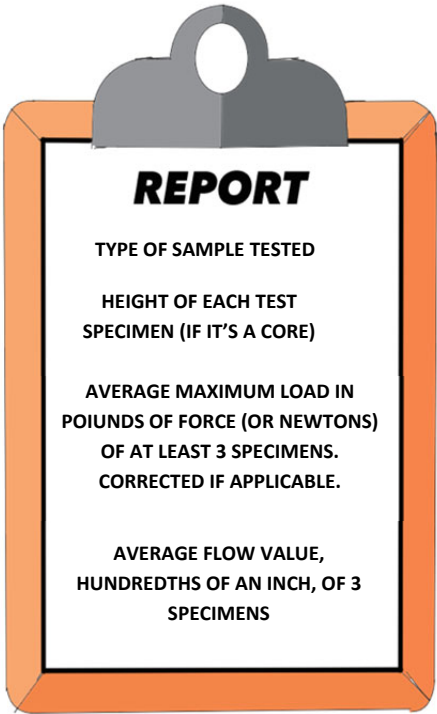 REPORT
TYPE OF SAMPLE TESTED
HEIGHT OF EACH TEST
SPECIMEN (IF IT’S A CORE)
AVERAGE MAXIMUM LOAD IN
POIUNDS OF FORCE (OR NEWTONS)
OF AT LEAST 3 SPECIMENS.
CORRECTED IF APPLICABLE.
AVERAGE FLOW VALUE,
HUNDREDTHS OF AN INCH, OF 3
SPECIMENS